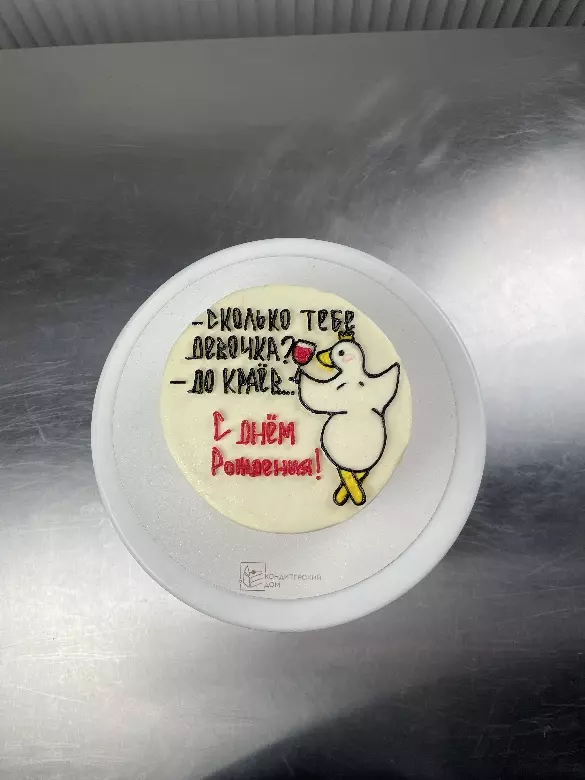 -СКОЛЬКО ТЕБЕ
ДЕВОЧКА?
-ДО КРАЁВ...
С ДНЁМ
Рождения!
КОНДИТЕРСКИЙ
ДОМ